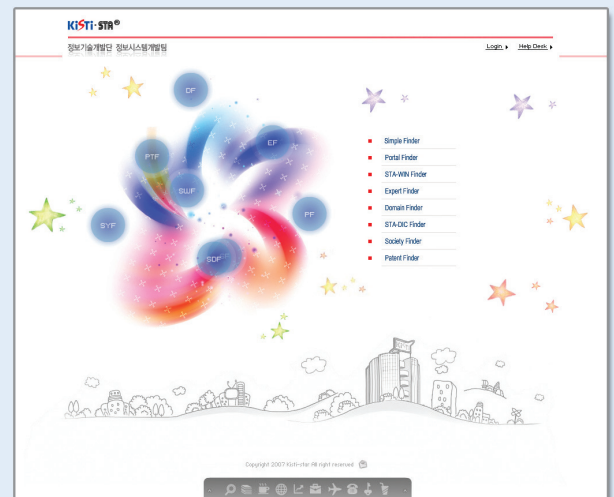 KiSTi·STA®
정보기술개발단 정보시스템개발팀
Login
Help Desk
DF
EF
PTF
SWF
PF
SYF
SDF
Simple Finder
Portal Finder
STA-WIN Finder
Expert Finder
Domain Finder
STA-DIC Finder
Society Finder
Patent Finder
Copyright 2007 Kisti-star All right reserved